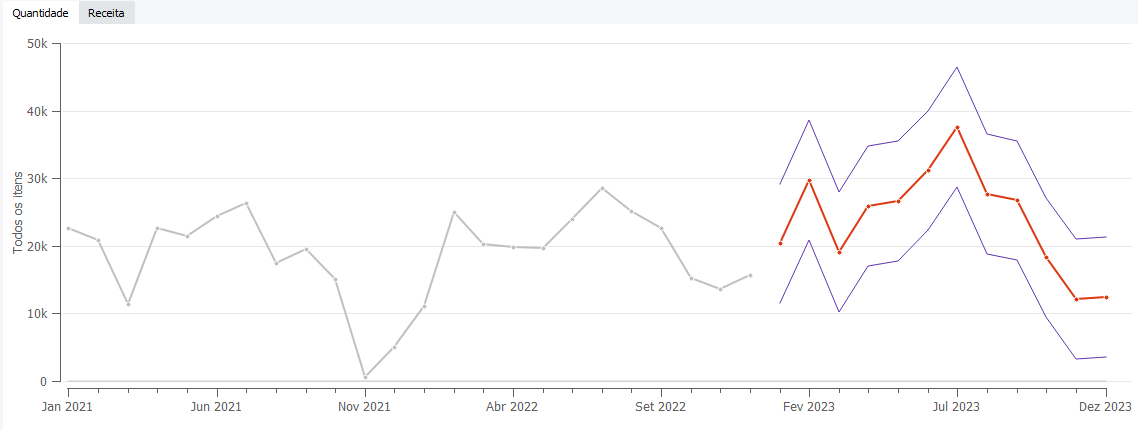 Quantidade Receita
50k
40k
30k
20k
10k
0
Todos os itens
Jan 2021 Jun 2021 Nov 2021 Abr 2022 Set 2022 Fev 2023 Jul 2023 Dez 2023